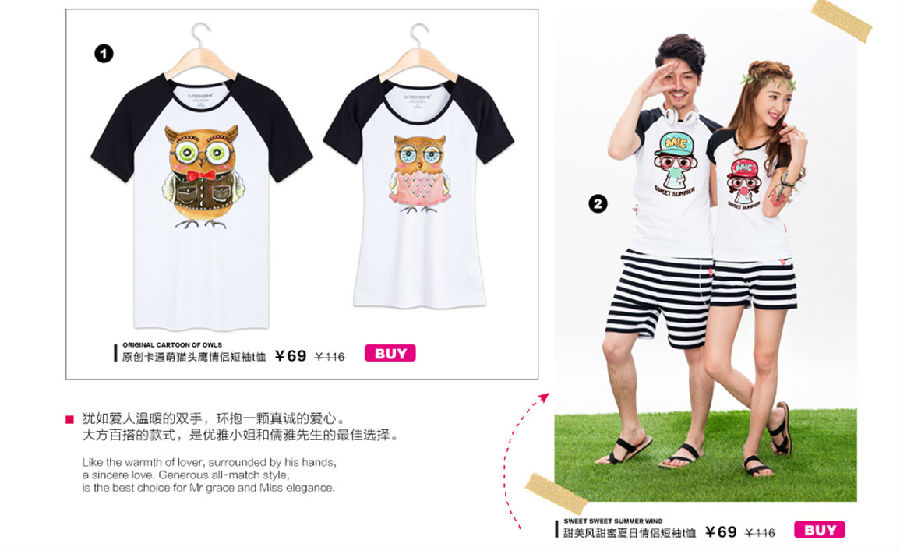 1
ORIGINAL CARTOON OF OWLS
原创卡通萌猫头鹰情侣短袖t恤 ￥69 ￥116 BUY
犹如爱人温暖的双手，环抱一颗真诚的爱心。
大方百搭的款式，是优雅小姐和儒雅先生的最佳选择。
Like the warmth of lover, surrounded by his hands,
a sincere love. Generous all-match style,
is the best choice for Mr grace and Miss elegance.
2
SWEET SUMMER
SWEET SUMMER
SWEET SWEET SUMMER WIND
甜美风甜蜜夏日情侣短袖t恤 ￥69 ￥116 BUY